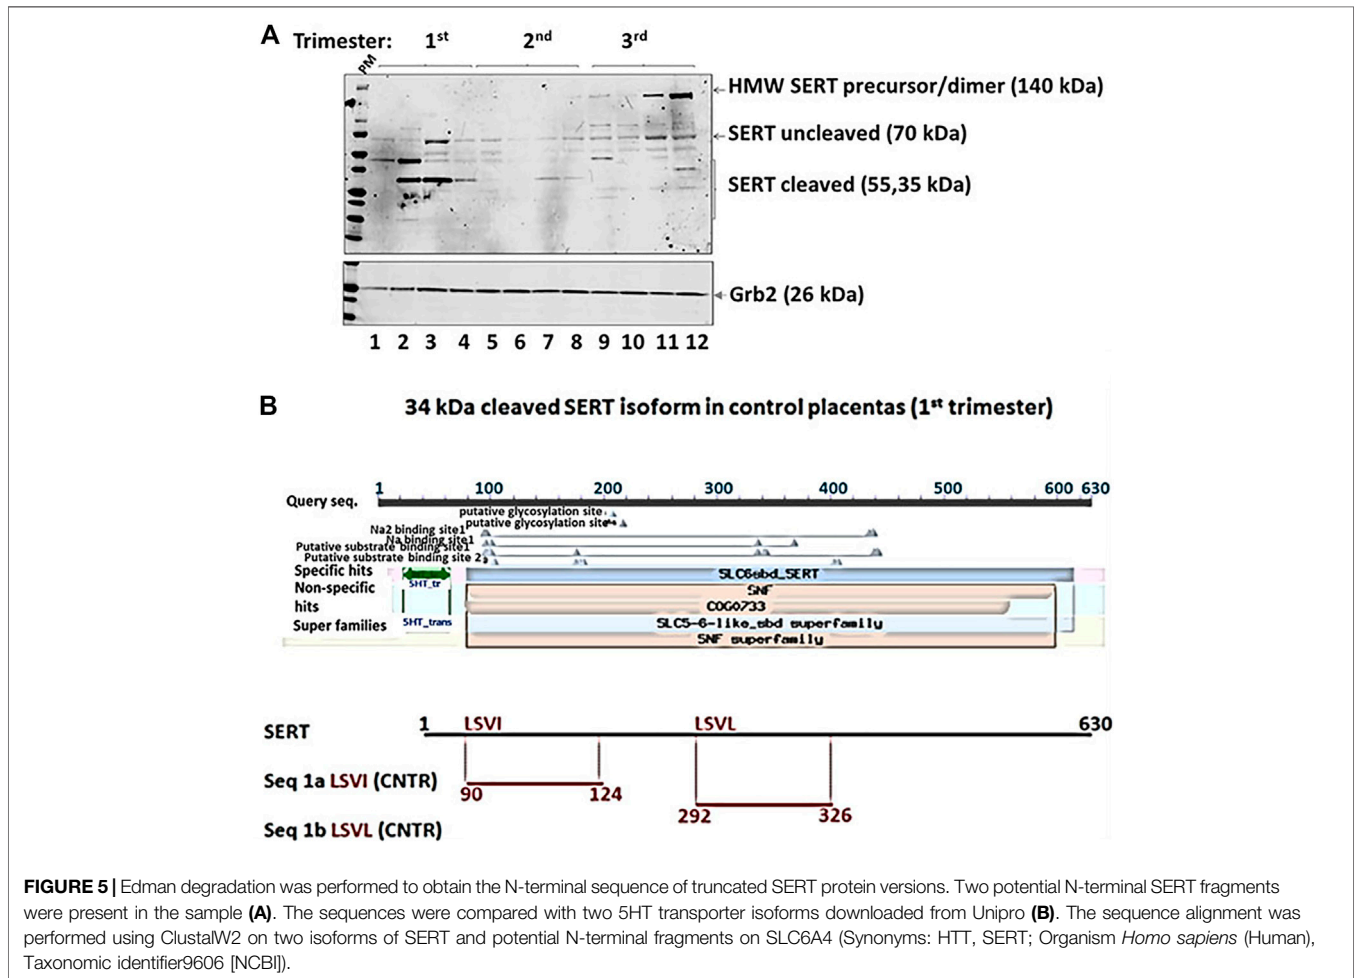 A
Trimester: 1st 2nd 3rd
PM
HMW SERT precursor/dimer (140 kDa)
SERT uncleaved (70 kDa)
SERT cleaved (55,35 kDa)
Grb2 (26 kDa)
1 2 3 4 5 6 7 8 9 10 11 12
B
34 kDa cleaved SERT isoform in control placentas (1st trimester)
1 100 200 300 400 500 600 630
Query seq.
putative glycosylation site
putative glycosylation site
Na2 binding site1
Na binding site1
Putative substrate binding site1
Putative substrate binding site 2
Specific hits
5HT_tr
SLC6sbd_SERT
Non-specific
hits
SNF
COG0733
Super families
5HT_trans
SLC5-6-like_sbd superfamily
SNF superfamily
SERT
1 LSVI LSVL 630
Seq 1a LSVI (CNTR)
90 124
292 326
Seq 1b LSVL (CNTR)
FIGURE 5 | Edman degradation was performed to obtain the N-terminal sequence of truncated SERT protein versions. Two potential N-terminal SERT fragments
were present in the sample (A). The sequences were compared with two 5HT transporter isoforms downloaded from Unipro (B). The sequence alignment was
performed using ClustalW2 on two isoforms of SERT and potential N-terminal fragments on SLC6A4 (Synonyms: HTT, SERT; Organism Homo sapiens (Human),
Taxonomic identifier9606 [NCBI]).